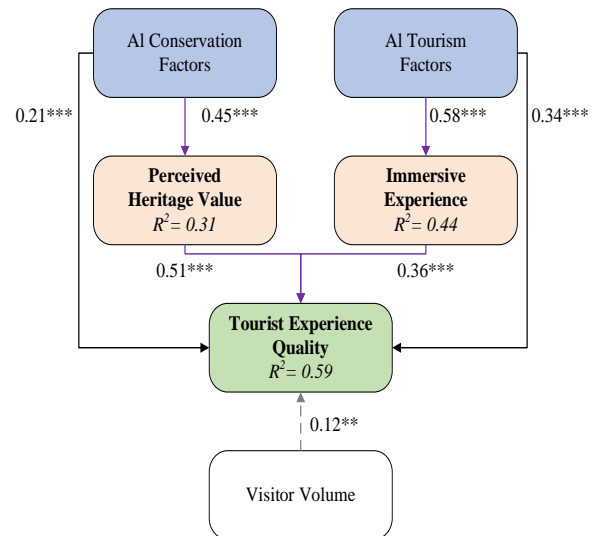 Al Conservation
Factors
Al Tourism
Factors
0.21***
0.45***
0.58***
0.34***
Perceived
Heritage Value
R²= 0.31
Immersive
Experience
R²= 0.44
0.51***
0.36***
Tourist Experience
Quality
R²= 0.59
0.12**
Visitor Volume